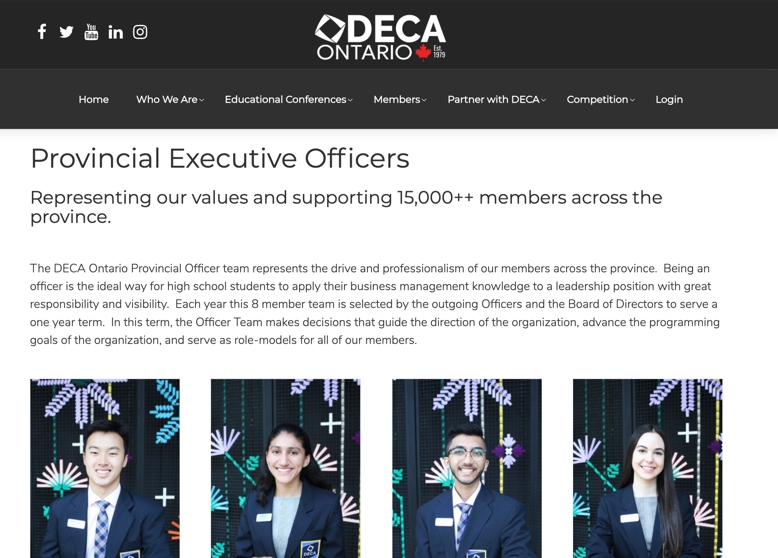 DECA
ONTARIO Est. 1979
Home Who We Are Educational Conferences Members Partner with DECA Competition Login
Provincial Executive Officers
Representing our values and supporting 15,000++ members across the
province.
The DECA Ontario Provincial Officer team represents the drive and professionalism of our members across the province. Being an
officer is the ideal way for high school students to apply their business management knowledge to a leadership position with great
responsibility and visibility. Each year this 8 member team is selected by the outgoing Officers and the Board of Directors to serve a
one year term. In this term, the Officer Team makes decisions that guide the direction of the organization, advance the programming
goals of the organization, and serve as role-models for all of our members.